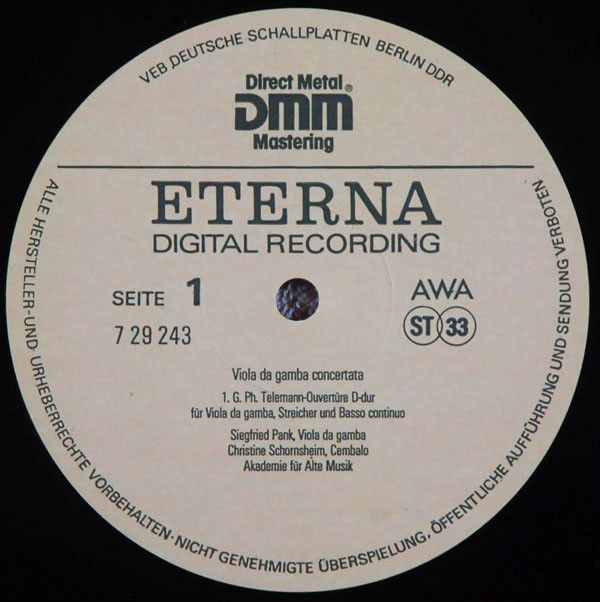 VEB DEUTSCHE SCHALLPLATTEN BERLIN DDR
Direct Metal
DMM®
Mastering
ETERNA
DIGITAL RECORDING
SEITE 1
7 29 243
AWA
ST 33
Viola da gamba concertata
1. G. Ph. Telemann-Ouvertüre D-dur
für Viola da gamba, Streicher und Basso continuo
Siegfried Pank, Viola da gamba
Christine Schornsheim, Cembalo
Akademie für Alte Musik
ALLE HERSTELLER-UND URHEBERRECHTE VORBEHALTEN·NICHT GENEHMIGTE ÜBERSPIELUNG, ÖFFENTLICHE AUFFÜHRUNG UND SENDUNG VERBOTEN